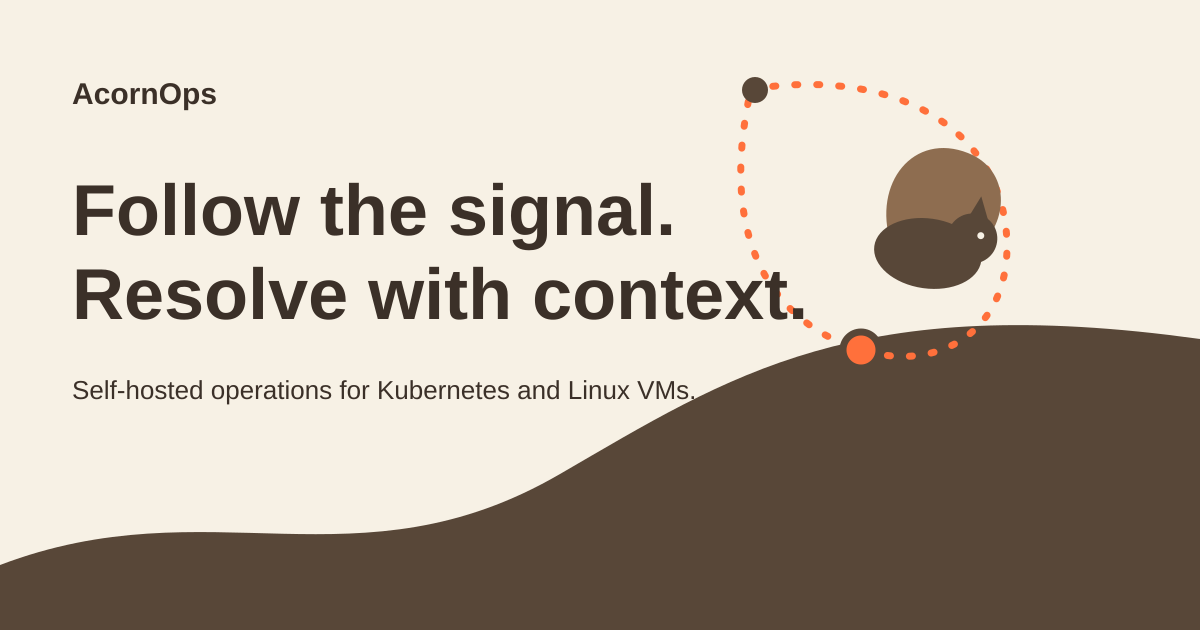 AcornOps
Follow the signal.
Resolve with context.
Self-hosted operations for Kubernetes and Linux VMs.